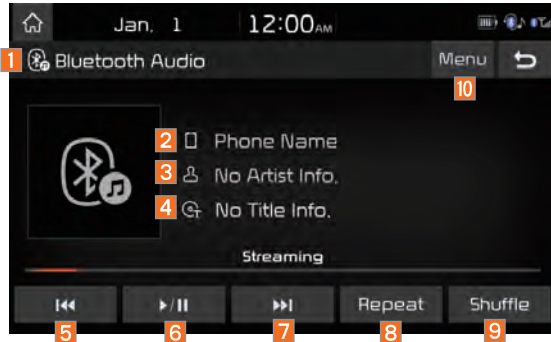 Jan. 1 12:00AM
1 Bluetooth Audio Menu
10
2 Phone Name
3 No Artist Info.
4 No Title Info.
Streaming
Repeat Shuffle
5 6 7 8 9